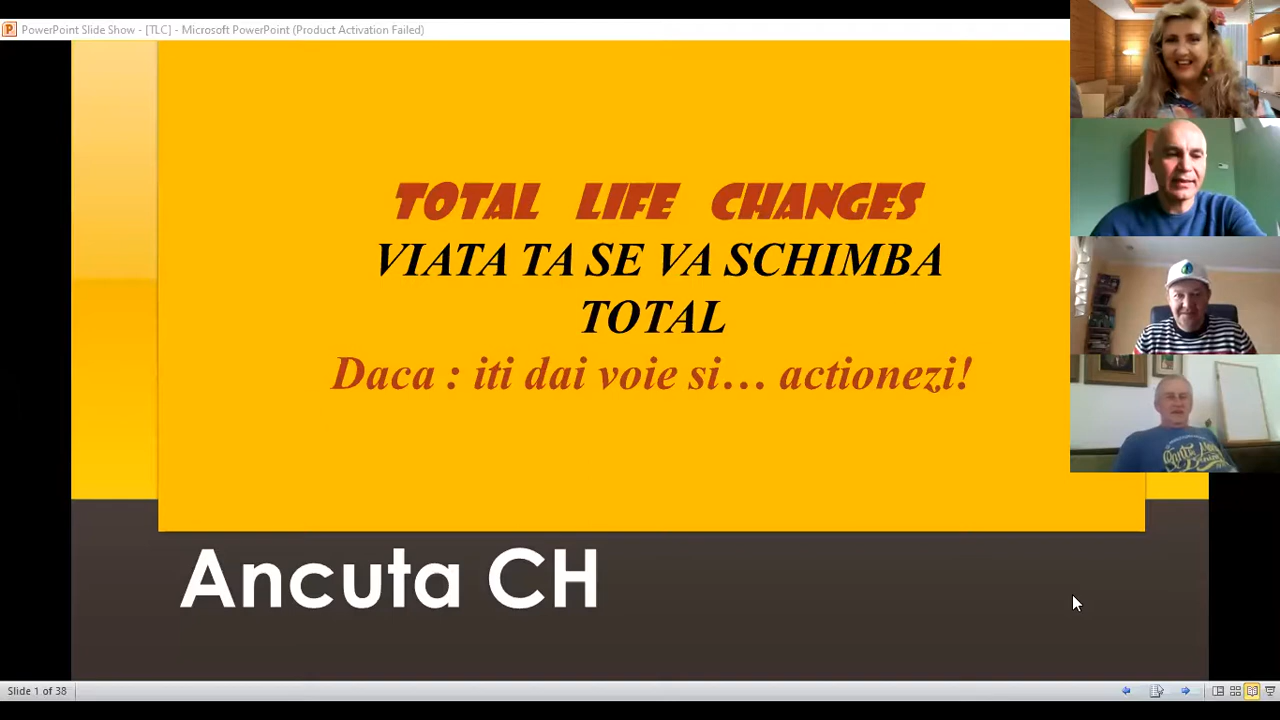 PowerPoint Slide Show - [TLC] - Microsoft PowerPoint (Product Activation Failed)
TOTAL LIFE CHANGES
VIATA TA SE VA SCHIMBA
TOTAL
Daca : iti dai voie si... actionezi!
Ancuta CH
Slide 1 of 38